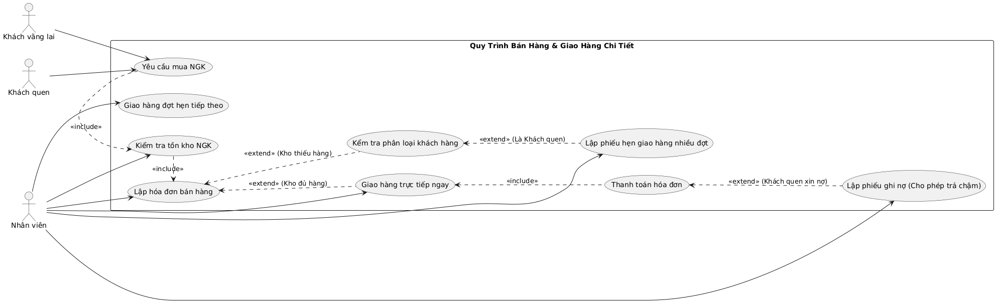 Khách vãng lai
Quy Trình Bán Hàng & Giao Hàng Chi Tiết
Yêu cầu mua NGK
Khách quen
Giao hàng đợt hẹn tiếp theo
«include»
Kiểm tra tồn kho NGK
Kểm tra phân loại khách hàng
«extend» (Là Khách quen)
Lập phiếu hẹn giao hàng nhiều đợt
«extend» (Kho thiếu hàng)
«include»
Lập hóa đơn bán hàng
«extend» (Kho đủ hàng)
Giao hàng trực tiếp ngay
«include»
Thanh toán hóa đơn
«extend» (Khách quen xin nợ)
Lập phiếu ghi nợ (Cho phép trả chậm)
Nhân viên